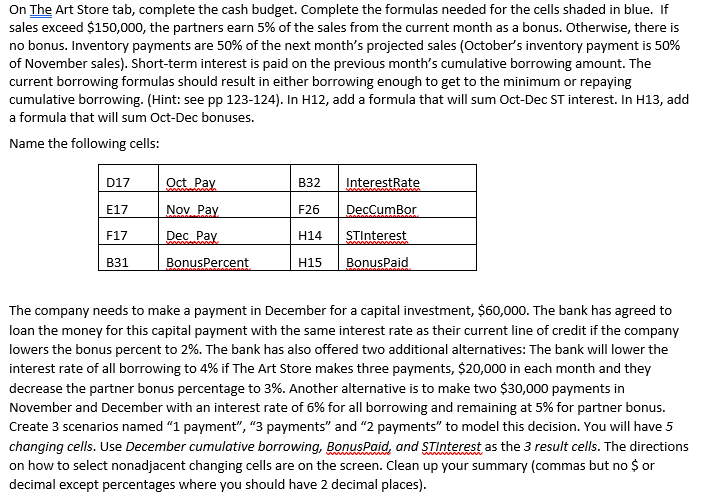 On The Art Store tab, complete the cash budget. Complete the formulas needed for the cells shaded in blue. If
sales exceed $150,000, the partners earn 5% of the sales from the current month as a bonus. Otherwise, there is
no bonus. Inventory payments are 50% of the next month's projected sales (October's inventory payment is 50%
of November sales). Short-term interest is paid on the previous month's cumulative borrowing amount. The
current borrowing formulas should result in either borrowing enough to get to the minimum or repaying
cumulative borrowing. (Hint: see pp 123-124). In H12, add a formula that will sum Oct-Dec ST interest. In H13, add
a formula that will sum Oct-Dec bonuses.
Name the following cells:
D17 Oct_Pay B32 InterestRate
E17 Nov_Pay F26 DecCumBor
F17 Dec_Pay H14 STInterest
B31 BonusPercent H15 BonusPaid
The company needs to make a payment in December for a capital investment, $60,000. The bank has agreed to
loan the money for this capital payment with the same interest rate as their current line of credit if the company
lowers the bonus percent to 2%. The bank has also offered two additional alternatives: The bank will lower the
interest rate of all borrowing to 4% if The Art Store makes three payments, $20,000 in each month and they
decrease the partner bonus percentage to 3%. Another alternative is to make two $30,000 payments in
November and December with an interest rate of 6% for all borrowing and remaining at 5% for partner bonus.
Create 3 scenarios named "1 payment", "3 payments" and "2 payments" to model this decision. You will have 5
changing cells. Use December cumulative borrowing, BonusPaid, and STInterest as the 3 result cells. The directions
on how to select nonadjacent changing cells are on the screen. Clean up your summary (commas but no $ or
decimal except percentages where you should have 2 decimal places).